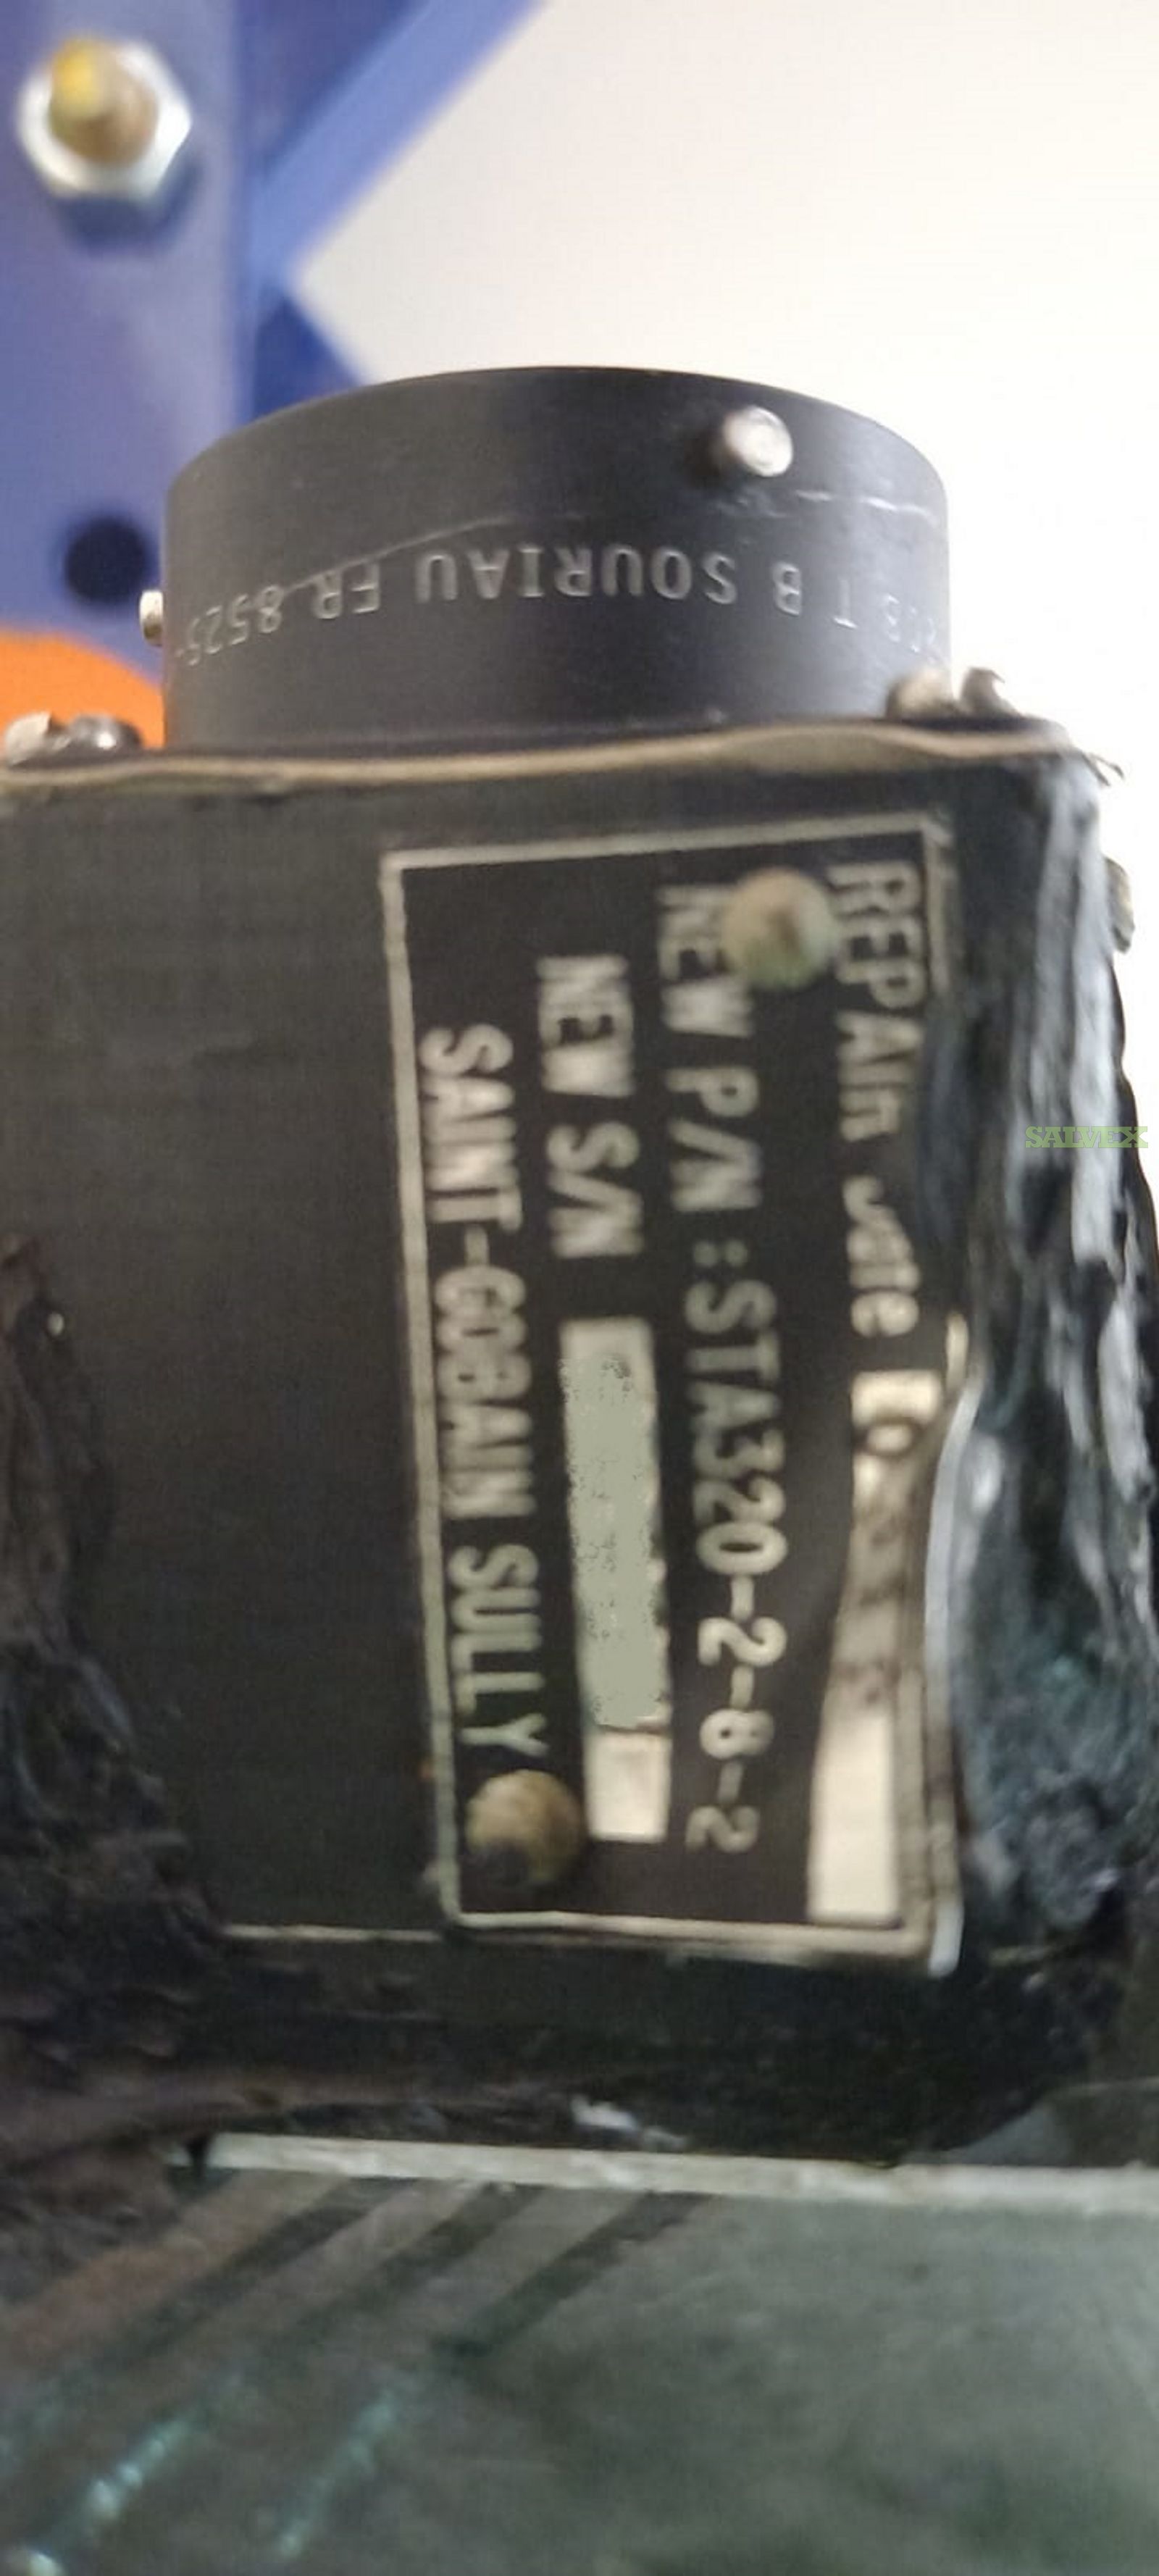 T B SOURIAU FR 8525
REPAIR Date
NEW P/N :STA320-2-8-2
NEW S/N
SAINT-GOBAIN SULLY
SALVEX